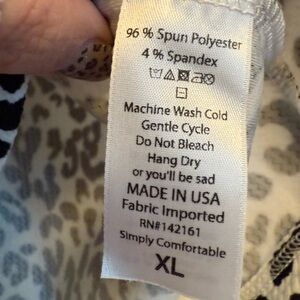 96 % Spun Polyester
4 % Spandex
Machine Wash Cold
Gentle Cycle
Do Not Bleach
Hang Dry
or you'll be sad
MADE IN USA
Fabric Imported
RN#142161
Simply Comfortable
XL